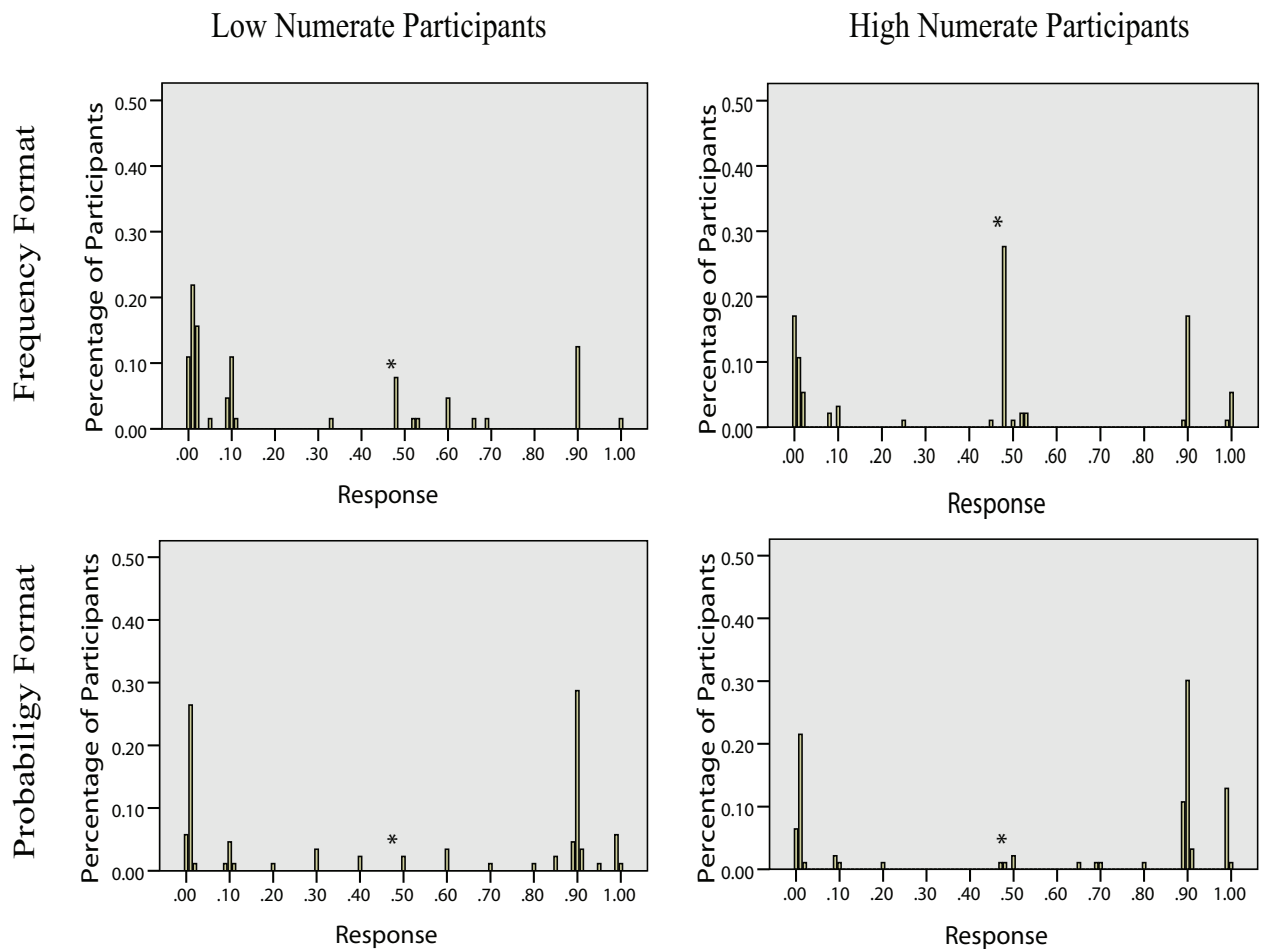 Low Numerate Participants
High Numerate Participants
Frequency Format
Percentage of Participants
0.50
0.40
0.30
0.20
0.10
0.00
*
.00 .10 .20 .30 .40 .50 .60 .70 .80 .90 1.00
Response
Percentage of Participants
0.50
0.40
0.30
0.20
0.10
0.00
*
.00 .10 .20 .30 .40 .50 .60 .70 .80 .90 1.00
Response
Probabiligy Format
Percentage of Participants
0.50
0.40
0.30
0.20
0.10
0.00
*
.00 .10 .20 .30 .40 .50 .60 .70 .80 .90 1.00
Response
Percentage of Participants
0.50
0.40
0.30
0.20
0.10
0.00
*
.00 .10 .20 .30 .40 .50 .60 .70 .80 .90 1.00
Response